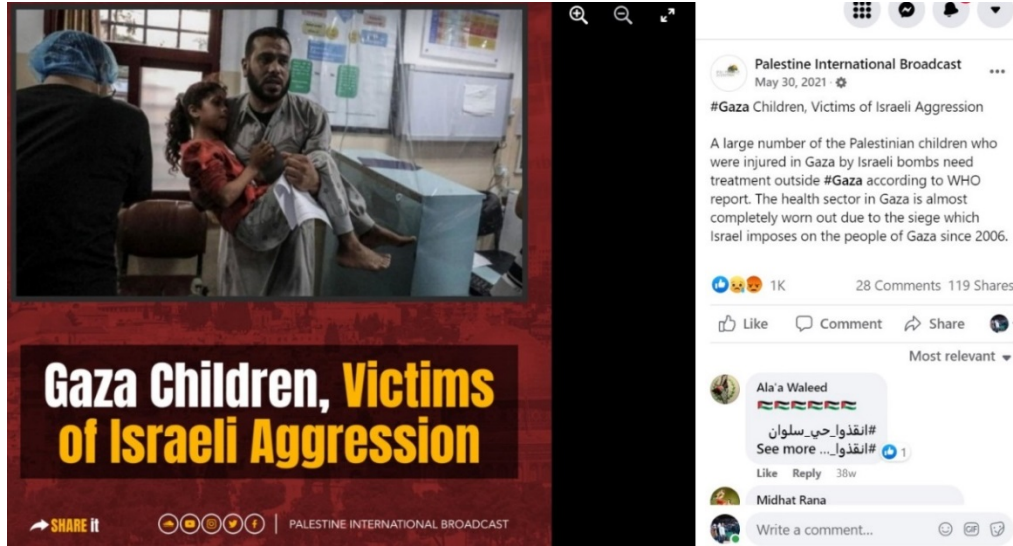 Gaza Children, Victims
of Israeli Aggression
SHARE it
PALESTINE INTERNATIONAL BROADCAST
Palestine International Broadcast
May 30, 2021
#Gaza Children, Victims of Israeli Aggression
A large number of the Palestinian children who
were injured in Gaza by Israeli bombs need
treatment outside #Gaza according to WHO
report. The health sector in Gaza is almost
completely worn out due to the siege which
Israel imposes on the people of Gaza since 2006.
1K
28 Comments 119 Shares
Like Comment Share
Most relevant
Ala'a Waleed
#انقذوا_حي_سلوان
#انقذوا_... See more
1
Like Reply 38w
Midhat Rana
Write a comment...
GIF